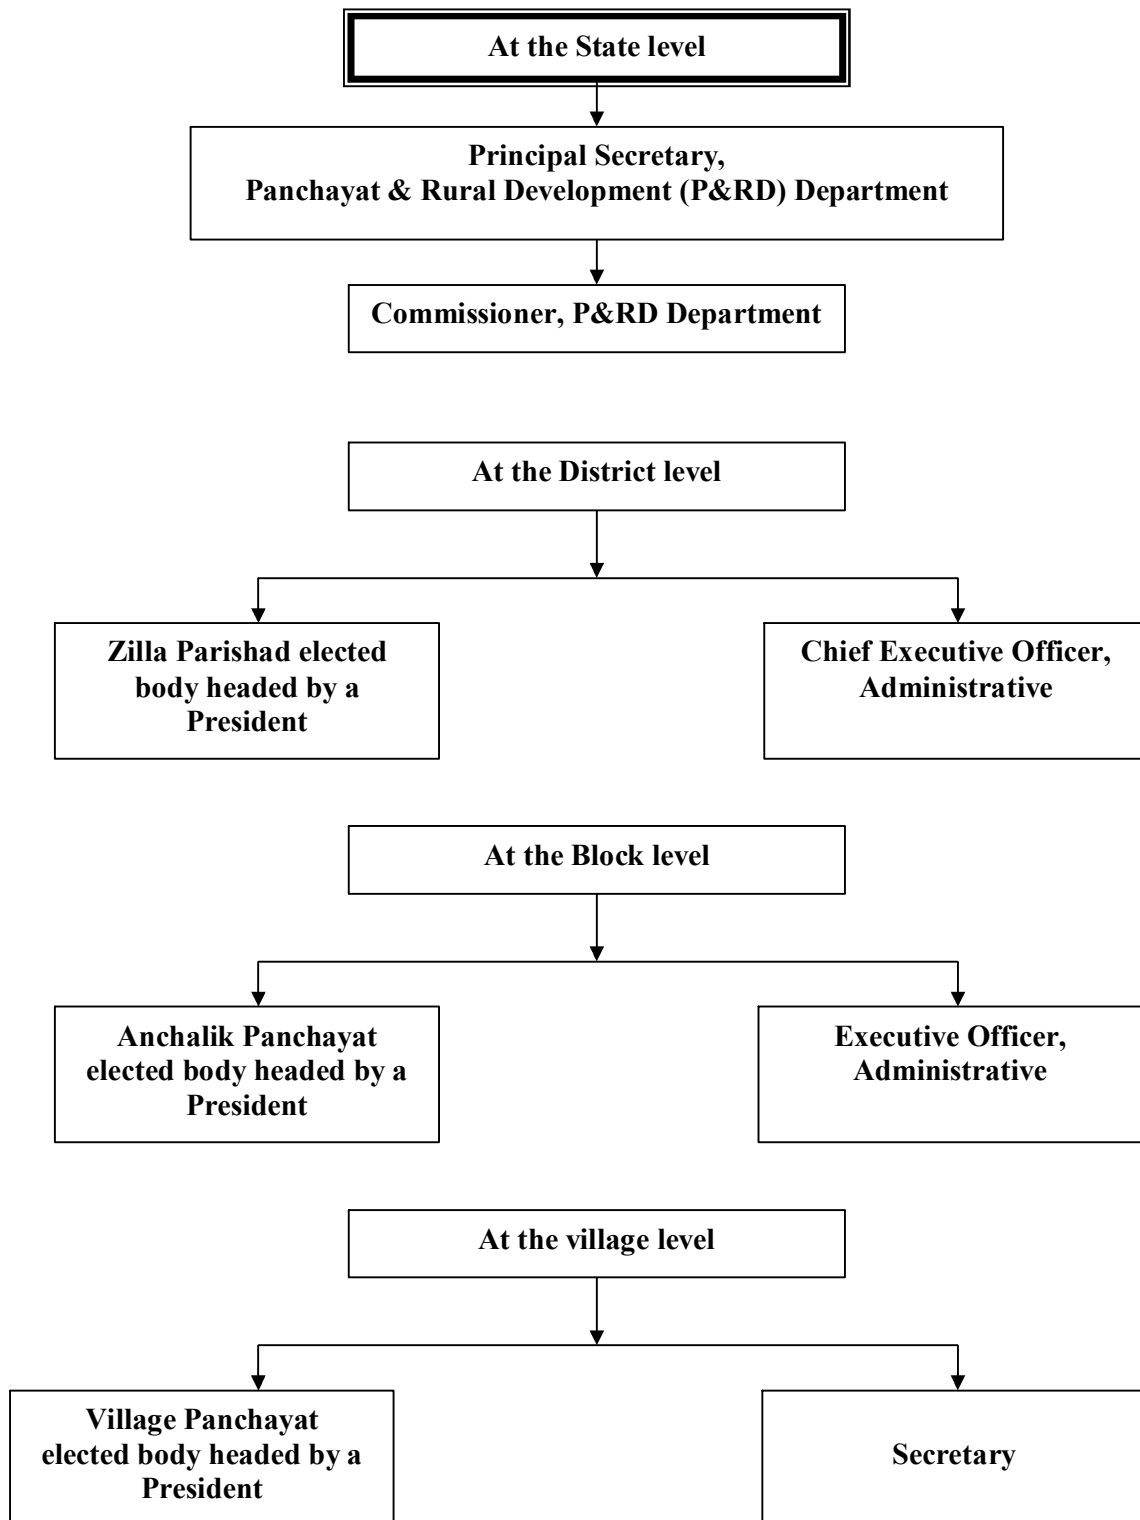 At the State level
Principal Secretary,
Panchayat & Rural Development (P&RD) Department
Commissioner, P&RD Department
At the District level
Zilla Parishad elected
body headed by a
President
Chief Executive Officer,
Administrative
At the Block level
Anchalik Panchayat
elected body headed by a
President
Executive Officer,
Administrative
At the village level
Village Panchayat
elected body headed by a
President
Secretary